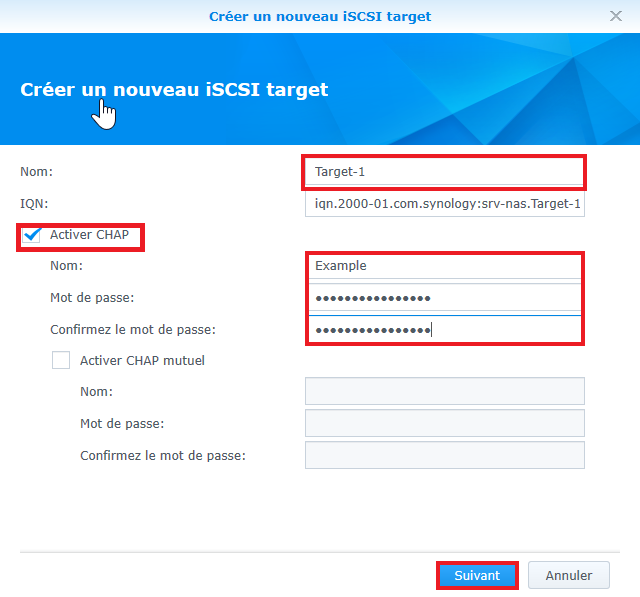 Créer un nouveau iSCSI target
Créer un nouveau iSCSI target
Nom: Target-1
IQN: iqn.2000-01.com.synology:srv-nas.Target-1
Activer CHAP
Nom: Example
Mot de passe: ●●●●●●●●●●●●●●●●
Confirmez le mot de passe: ●●●●●●●●●●●●●●●●
Activer CHAP mutuel
Nom:
Mot de passe:
Confirmez le mot de passe:
Suivant Annuler